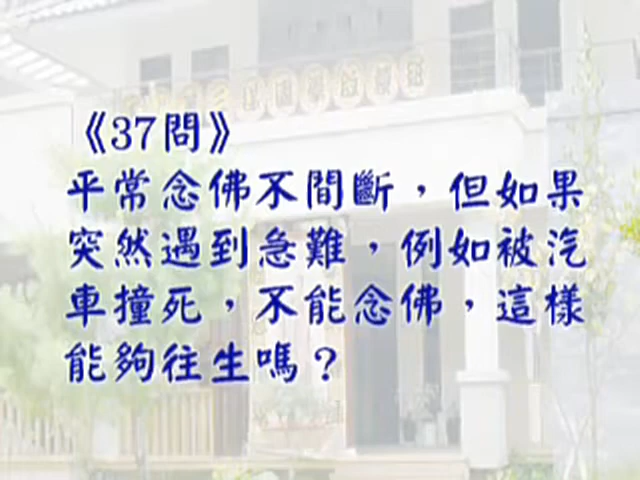 《37問》
平常念佛不間斷，但如果
突然遇到急難，例如被汽
車撞死，不能念佛，這樣
能夠往生嗎？